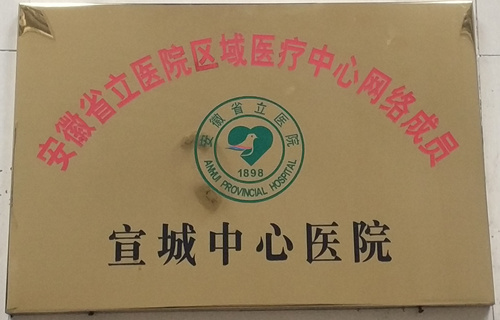 安徽省立医院区域医疗中心网络成员
安徽省立医院
1898
ANHUI PROVINCIAL HOSPITAL
宣城中心医院